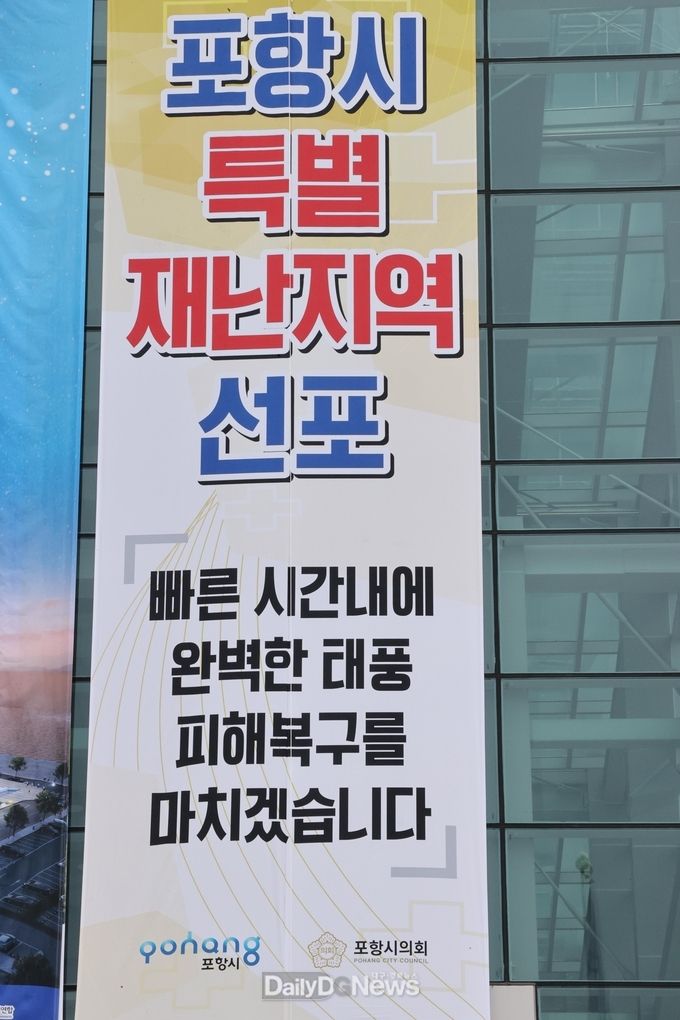 포항시
특별
재난지역
선포
빠른 시간내에
완벽한 태풍
피해복구를
마치겠습니다
pohang
포항시
의회
포항시의회
POHANG CITY COUNCIL
DailyDGNews